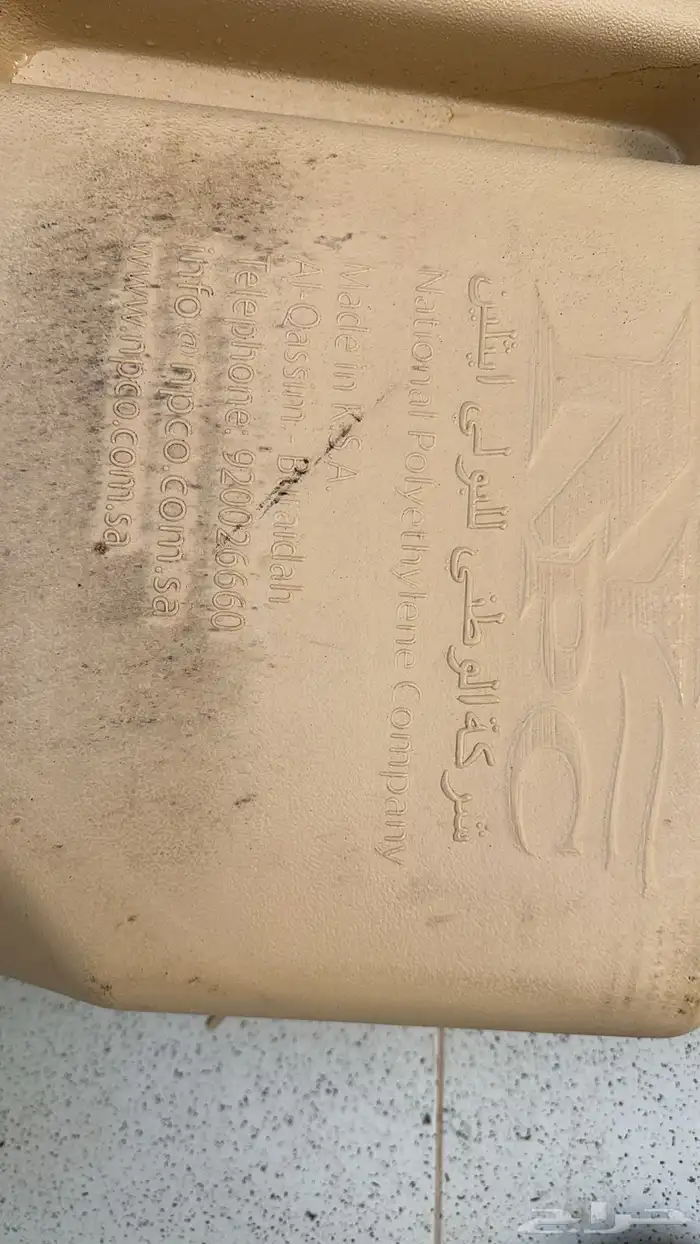 NPC
شركة الوطني للبولي ايثلين
National Polyethylene Company
Made in K.S.A.
Al-Qassim - Buraidah
Telephone: 920026660
info@npco.com.sa
www.npco.com.sa
حراج